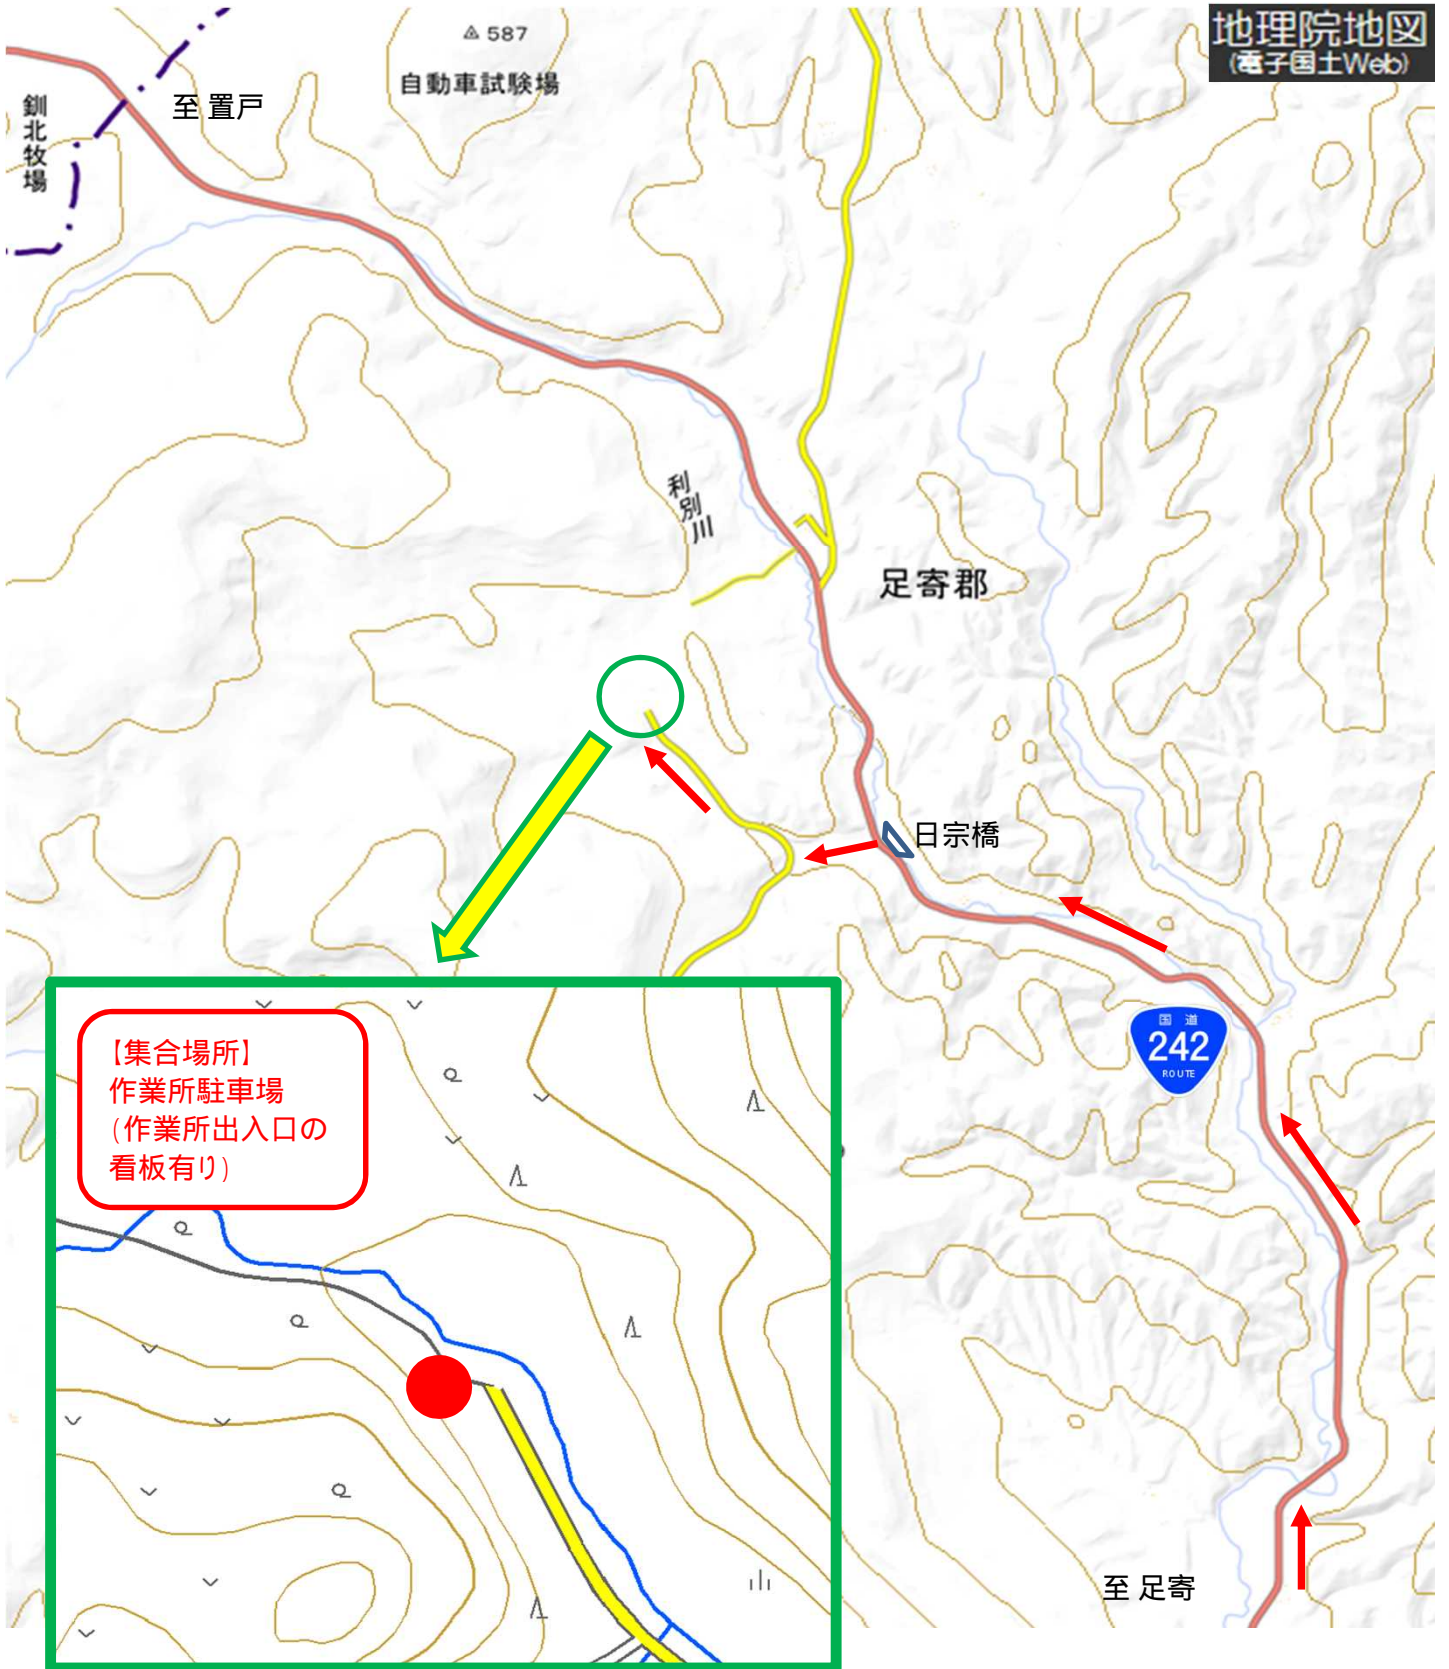 地理院地図
(電子国土Web)
587
自動車試験場
至 置戸
釧北牧場
利別川
足寄郡
日宗橋
国道
242
ROUTE
【集合場所】
作業所駐車場
(作業所出入口の
看板有り)
至 足寄